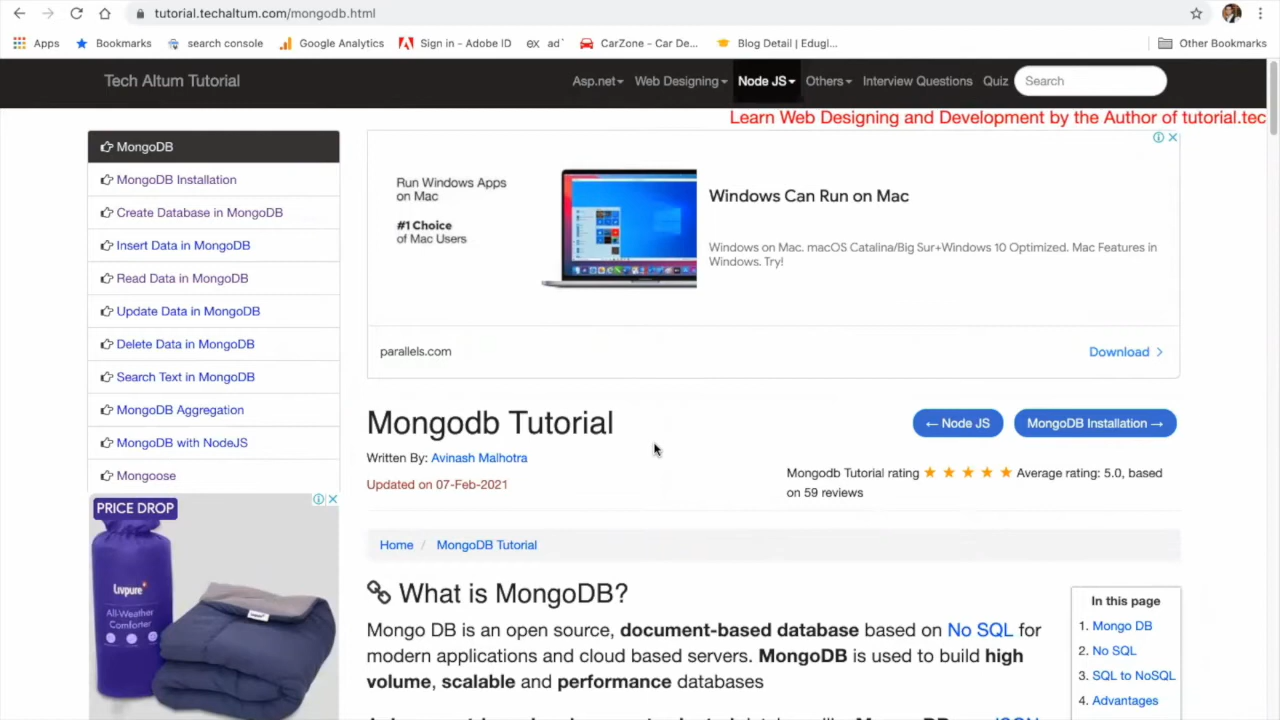 tutorial.techaltum.com/mongodb.html
Apps
Bookmarks
search console
Google Analytics
Sign in - Adobe ID
ex ad`
CarZone - Car De...
Blog Detail | Edugl...
Other Bookmarks
Tech Altum Tutorial
Asp.net
Web Designing
Node JS
Others
Interview Questions
Quiz
Search
Learn Web Designing and Development by the Author of tutorial.tec
MongoDB
MongoDB Installation
Create Database in MongoDB
Insert Data in MongoDB
Read Data in MongoDB
Update Data in MongoDB
Delete Data in MongoDB
Search Text in MongoDB
MongoDB Aggregation
MongoDB with NodeJS
Mongoose
PRICE DROP
Livpure
All-Weather
Comforter
Run Windows Apps
on Mac
#1 Choice
of Mac Users
Windows Can Run on Mac
Windows on Mac. macOS Catalina/Big Sur+Windows 10 Optimized. Mac Features in
Windows. Try!
parallels.com
Download
Mongodb Tutorial
← Node JS
MongoDB Installation →
Written By: Avinash Malhotra
Updated on 07-Feb-2021
Mongodb Tutorial rating ★ ★ ★ ★ ★ Average rating: 5.0, based
on 59 reviews
Home / MongoDB Tutorial
What is MongoDB?
Mongo DB is an open source, document-based database based on No SQL for
modern applications and cloud based servers. MongoDB is used to build high
volume, scalable and performance databases
In this page
1. Mongo DB
2. No SQL
3. SQL to NoSQL
4. Advantages